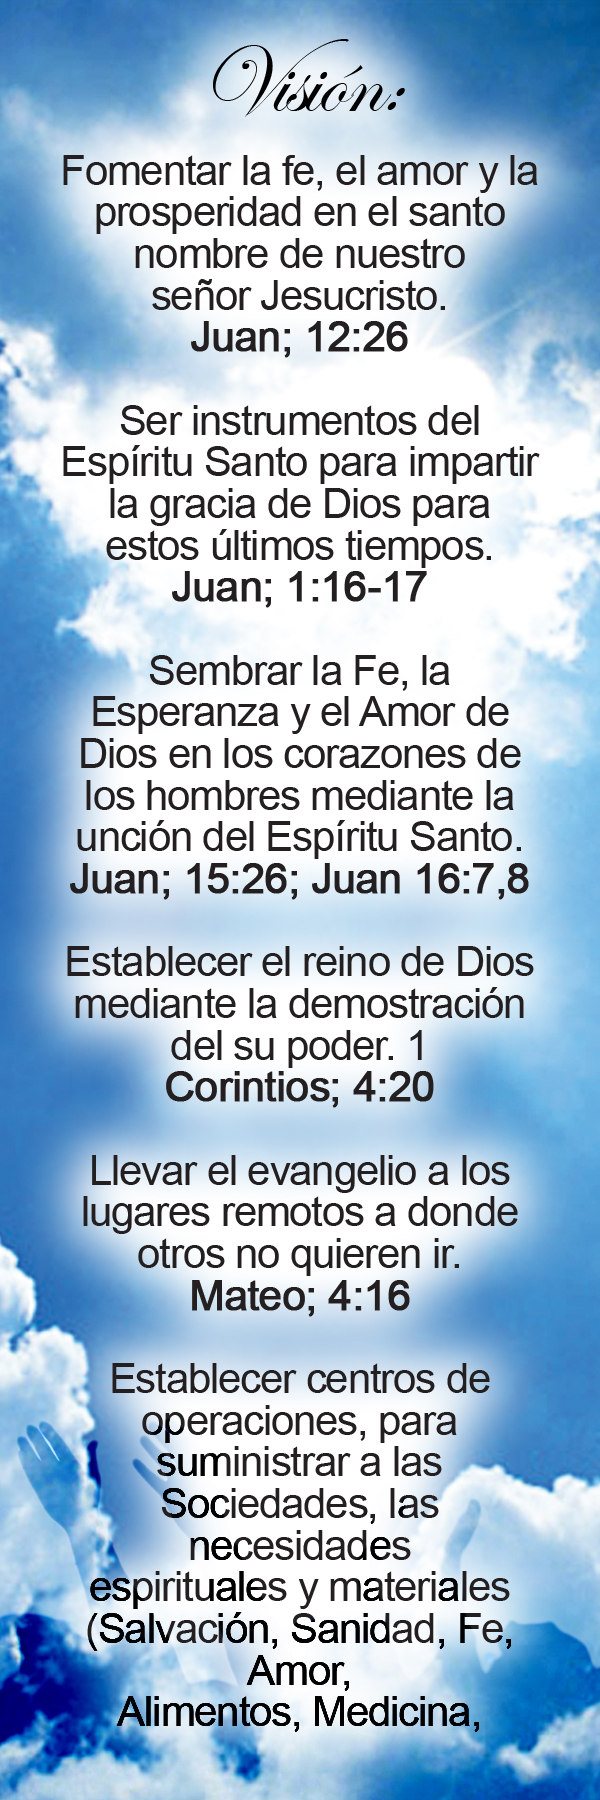 Visión:
Fomentar la fe, el amor y la
prosperidad en el santo
nombre de nuestro
señor Jesucristo.
Juan; 12:26
Ser instrumentos del
Espíritu Santo para impartir
la gracia de Dios para
estos últimos tiempos.
Juan; 1:16-17
Sembrar la Fe, la
Esperanza y el Amor de
Dios en los corazones de
los hombres mediante la
unción del Espíritu Santo.
Juan; 15:26; Juan 16:7,8
Establecer el reino de Dios
mediante la demostración
del su poder. 1
Corintios; 4:20
Llevar el evangelio a los
lugares remotos a donde
otros no quieren ir.
Mateo; 4:16
Establecer centros de
operaciones, para
suministrar a las
Sociedades, las
necesidades
espirituales y materiales
(Salvación, Sanidad, Fe,
Amor,
Alimentos, Medicina,